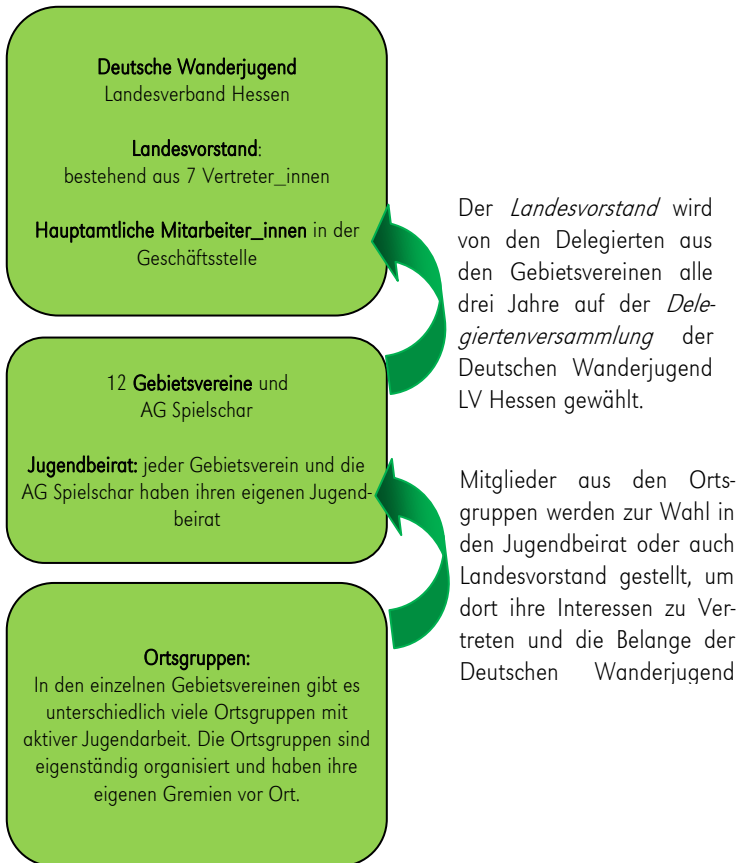 Deutsche Wanderjugend
Landesverband Hessen
Landesvorstand:
bestehend aus 7 Vertreter_innen
Hauptamtliche Mitarbeiter_innen in der
Geschäftsstelle
Der Landesvorstand wird
von den Delegierten aus
den Gebietsvereinen alle
drei Jahre auf der Dele-
giertenversammlung der
Deutschen Wanderjugend
LV Hessen gewählt.
12 Gebietsvereine und
AG Spielschar
Jugendbeirat: jeder Gebietsverein und die
AG Spielschar haben ihren eigenen Jugend-
beirat
Mitglieder aus den Orts-
gruppen werden zur Wahl in
den Jugendbeirat oder auch
Landesvorstand gestellt, um
dort ihre Interessen zu Ver-
treten und die Belange der
Deutschen Wanderjugend
Ortsgruppen:
In den einzelnen Gebietsvereinen gibt es
unterschiedlich viele Ortsgruppen mit
aktiver Jugendarbeit. Die Ortsgruppen sind
eigenständig organisiert und haben ihre
eigenen Gremien vor Ort.